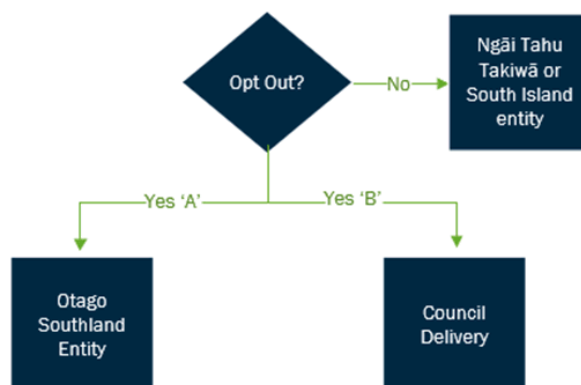 Opt Out?
No
Ngāi Tahu
Takiwā or
South Island
entity
Yes ‘A’
Yes ‘B’
Otago
Southland
Entity
Council
Delivery